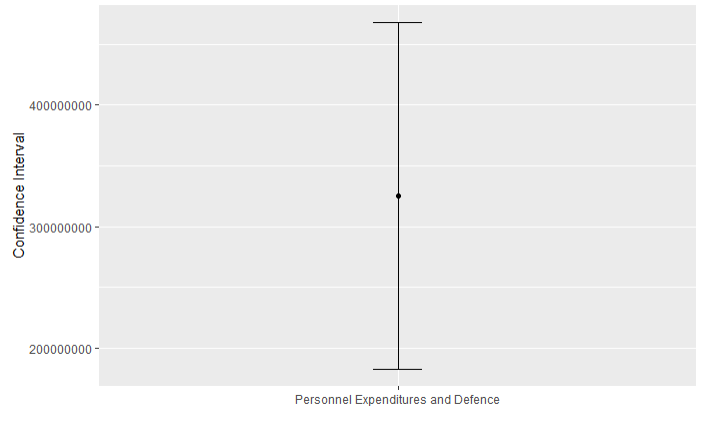 Confidence Interval
400000000
300000000
200000000
Personnel Expenditures and Defence